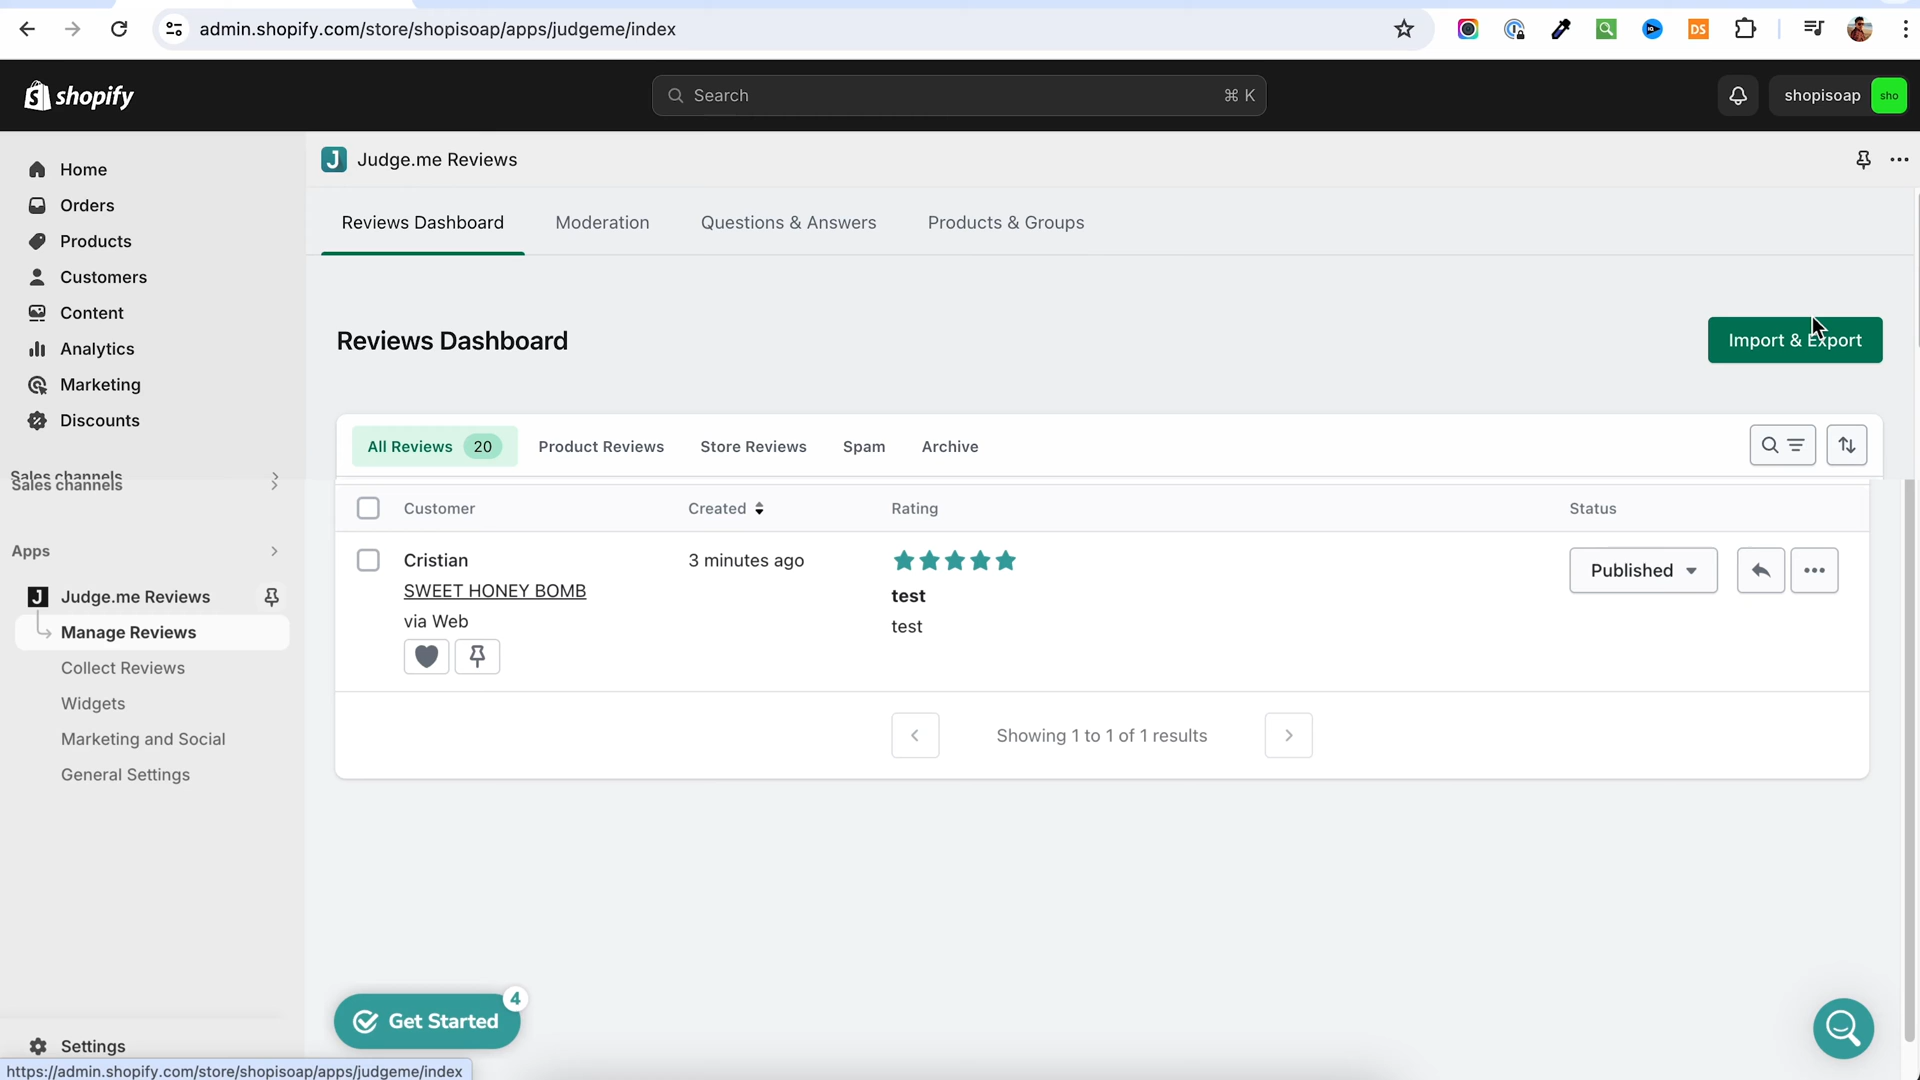 admin.shopify.com/store/shopisoap/apps/judgeme/index
DS
shopify
Search
⌘ K
shopisoap
sho
Home
Orders
Products
Customers
Content
Analytics
Marketing
Discounts
Sales channels
Sales channels
Apps
Judge.me Reviews
Manage Reviews
Collect Reviews
Widgets
Marketing and Social
General Settings
Settings
https://admin.shopify.com/store/shopisoap/apps/judgeme/index
J Judge.me Reviews
Reviews Dashboard Moderation Questions & Answers Products & Groups
Reviews Dashboard
Import & Export
All Reviews 20 Product Reviews Store Reviews Spam Archive
Customer Created Rating Status
Cristian 3 minutes ago
SWEET HONEY BOMB
via Web
test
test
Published
Showing 1 to 1 of 1 results
Get Started
4